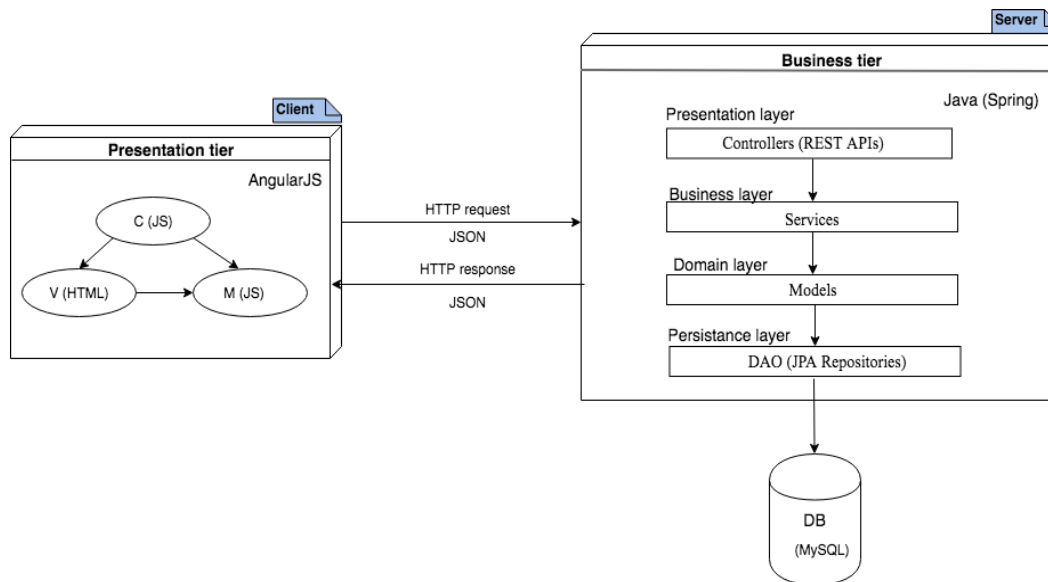 Client
Presentation tier
AngularJS
C (JS)
V (HTML)
M (JS)
HTTP request
JSON
HTTP response
JSON
Server
Business tier
Java (Spring)
Presentation layer
Controllers (REST APIs)
Business layer
Services
Domain layer
Models
Persistance layer
DAO (JPA Repositories)
DB
(MySQL)